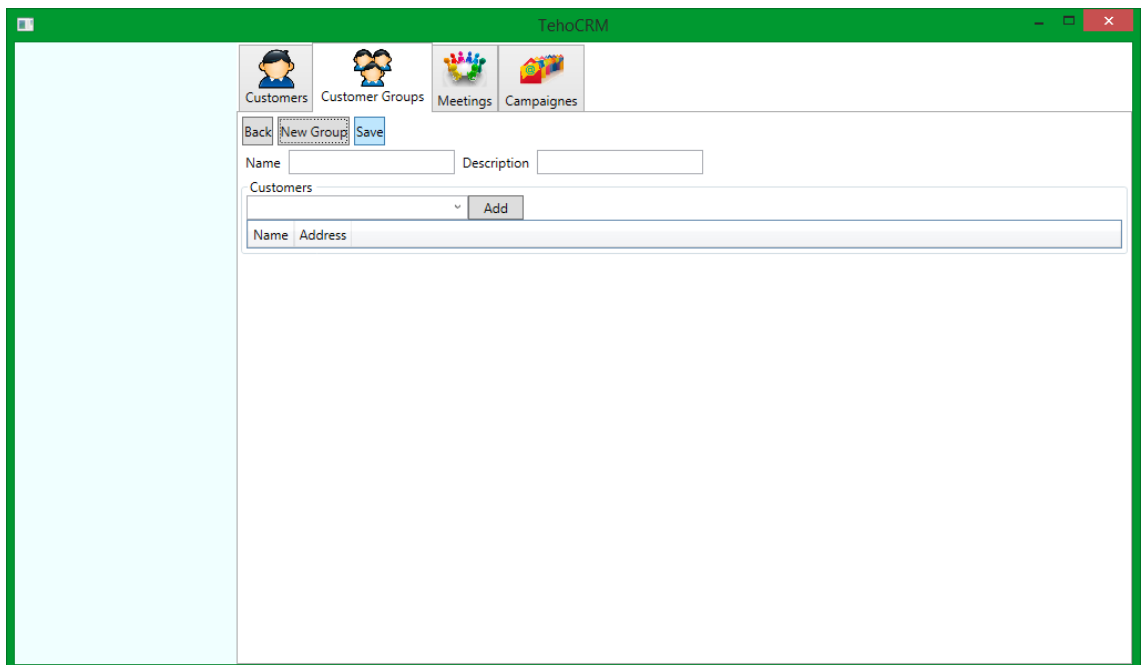 TehoCRM
Customers Customer Groups Meetings Campaignes
Back New Group Save
Name Description
Customers
Add
Name Address